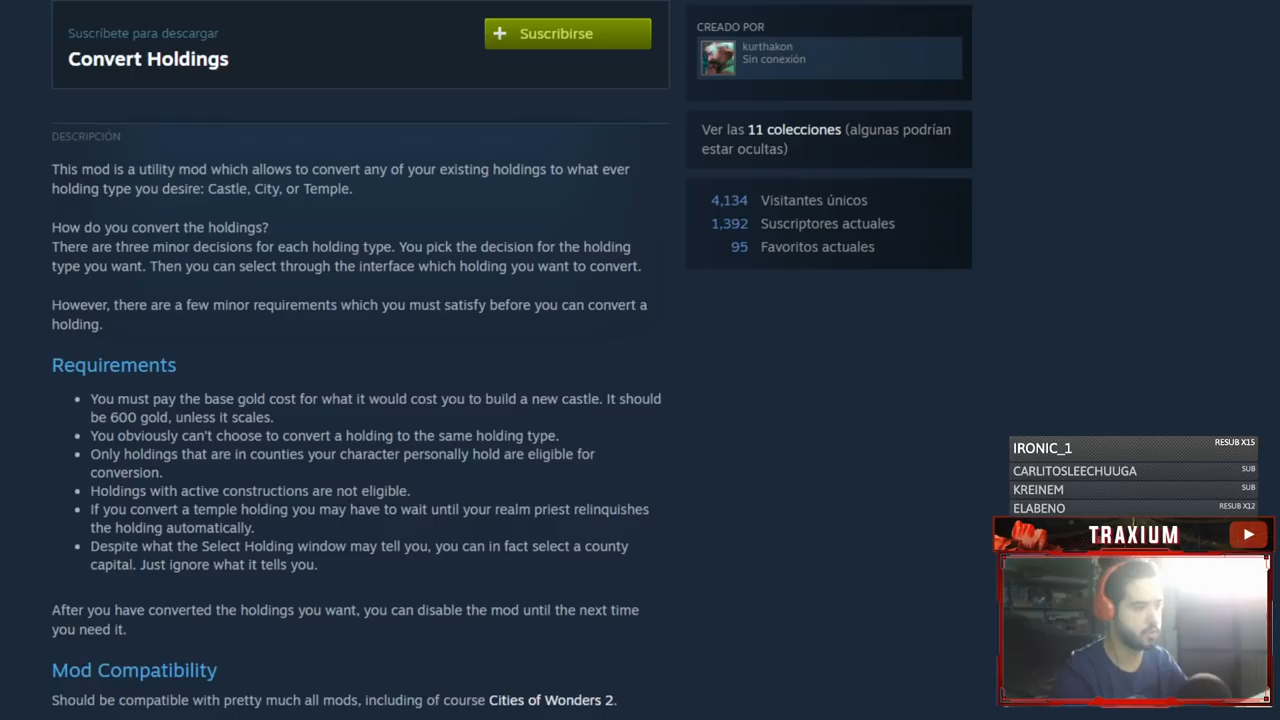 Suscríbete para descargar
Convert Holdings
+ Suscribirse
DESCRIPCIÓN
This mod is a utility mod which allows to convert any of your existing holdings to what ever
holding type you desire: Castle, City, or Temple.
How do you convert the holdings?
There are three minor decisions for each holding type. You pick the decision for the holding
type you want. Then you can select through the interface which holding you want to convert.
However, there are a few minor requirements which you must satisfy before you can convert a
holding.
Requirements
• You must pay the base gold cost for what it would cost you to build a new castle. It should
be 600 gold, unless it scales.
• You obviously can't choose to convert a holding to the same holding type.
• Only holdings that are in counties your character personally hold are eligible for
conversion.
• Holdings with active constructions are not eligible.
• If you convert a temple holding you may have to wait until your realm priest relinquishes
the holding automatically.
• Despite what the Select Holding window may tell you, you can in fact select a county
capital. Just ignore what it tells you.
After you have converted the holdings you want, you can disable the mod until the next time
you need it.
Mod Compatibility
Should be compatible with pretty much all mods, including of course Cities of Wonders 2.
CREADO POR
kurthakon
Sin conexión
Ver las 11 colecciones (algunas podrían
estar ocultas)
4,134 Visitantes únicos
1,392 Suscriptores actuales
95 Favoritos actuales
IRONIC_1 RESUB X15
CARLITOSLEECHUUGA SUB
KREINEM SUB
ELABENO RESUB X12
TRAXIUM